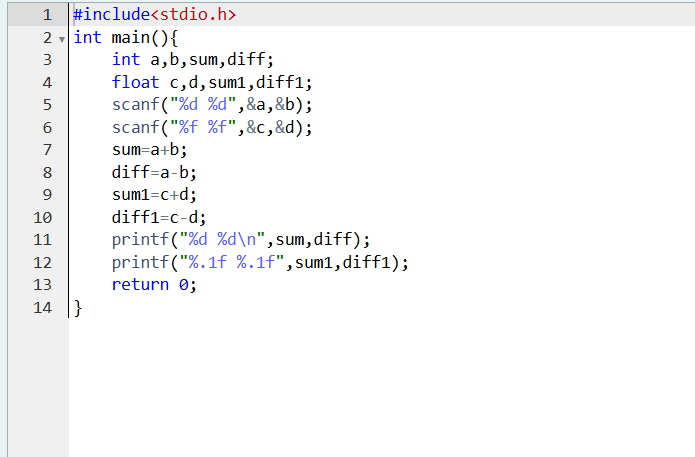 1 #include<stdio.h>
2 int main(){
3     int a,b,sum,diff;
4     float c,d,sum1,diff1;
5     scanf("%d %d",&a,&b);
6     scanf("%f %f",&c,&d);
7     sum=a+b;
8     diff=a-b;
9     sum1=c+d;
10     diff1=c-d;
11     printf("%d %d\n",sum,diff);
12     printf("%.1f %.1f",sum1,diff1);
13     return 0;
14 }